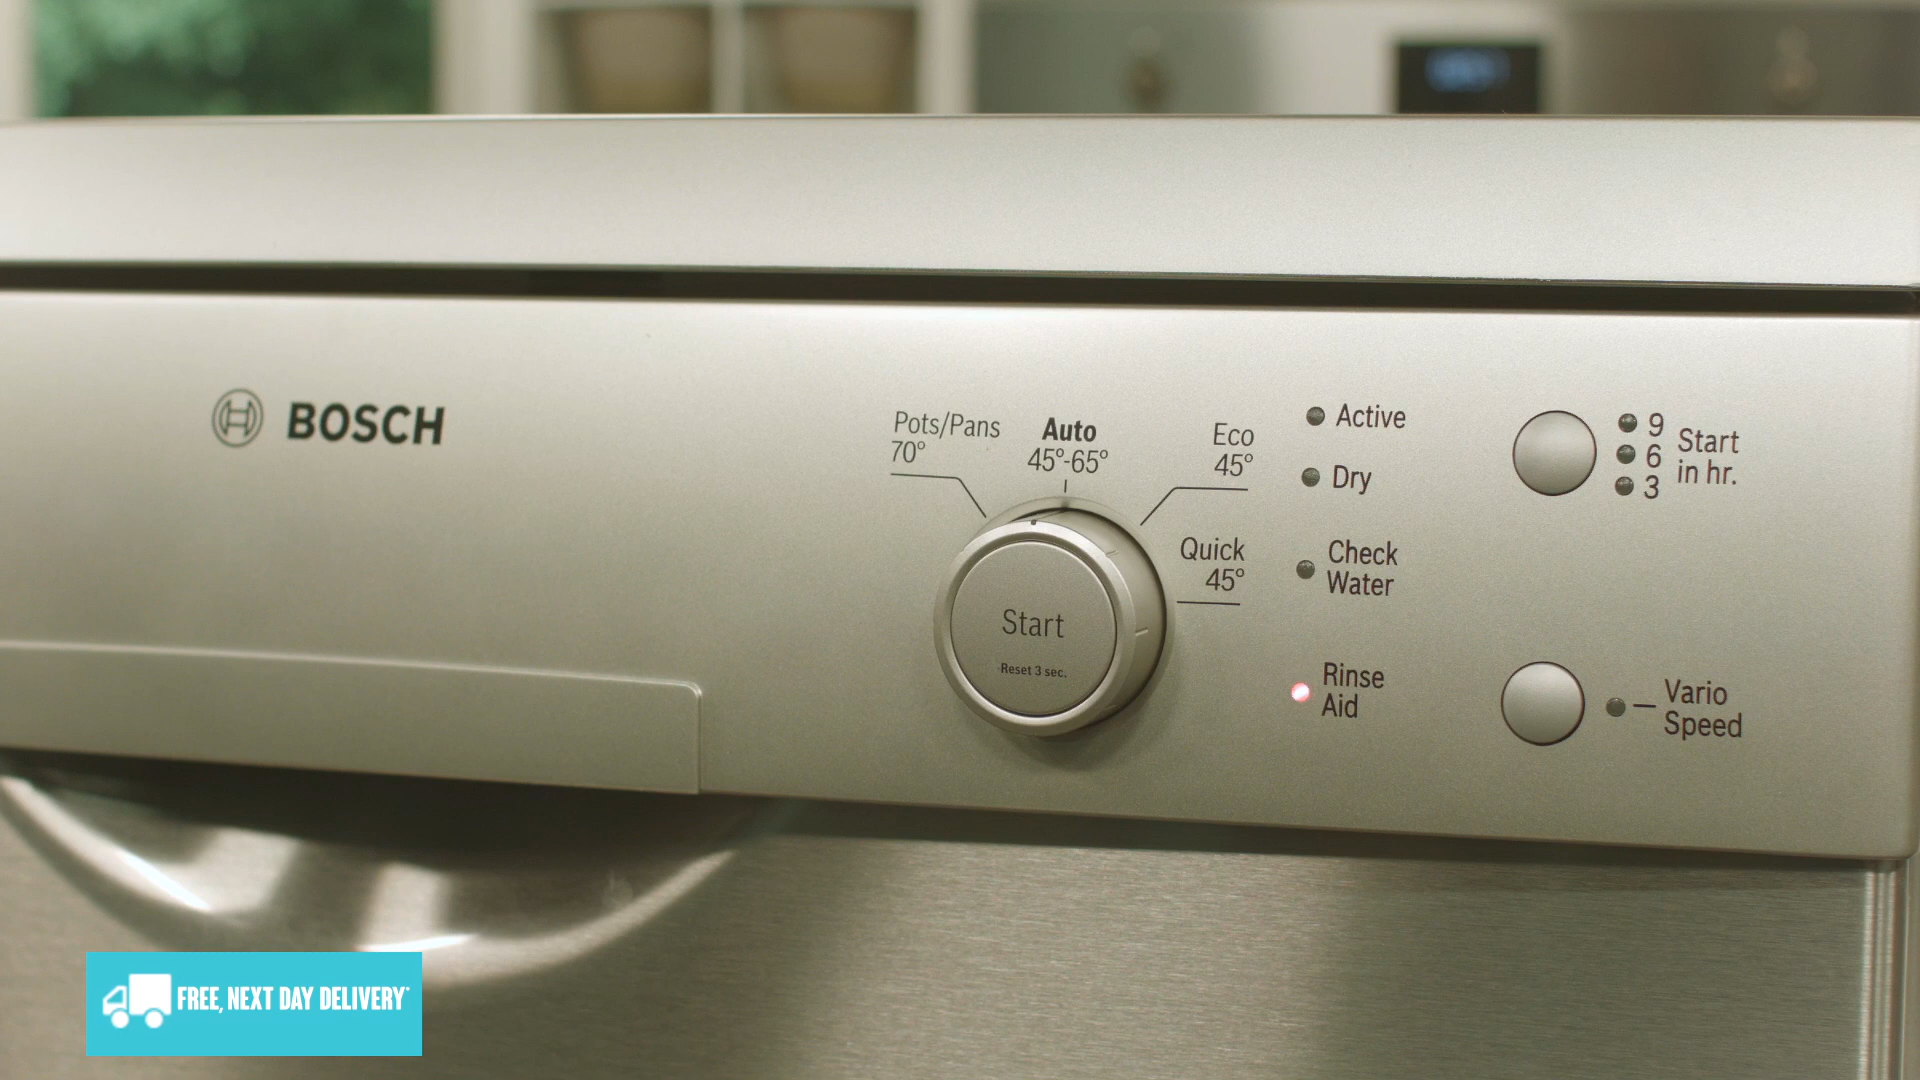 BOSCH
Pots/Pans
70°
Auto
45°-65°
Eco
45°
Quick
45°
Start
Reset 3 sec.
Active
Dry
Check
Water
Rinse
Aid
9
6
3
Start
in hr.
Vario
Speed
FREE, NEXT DAY DELIVERY*